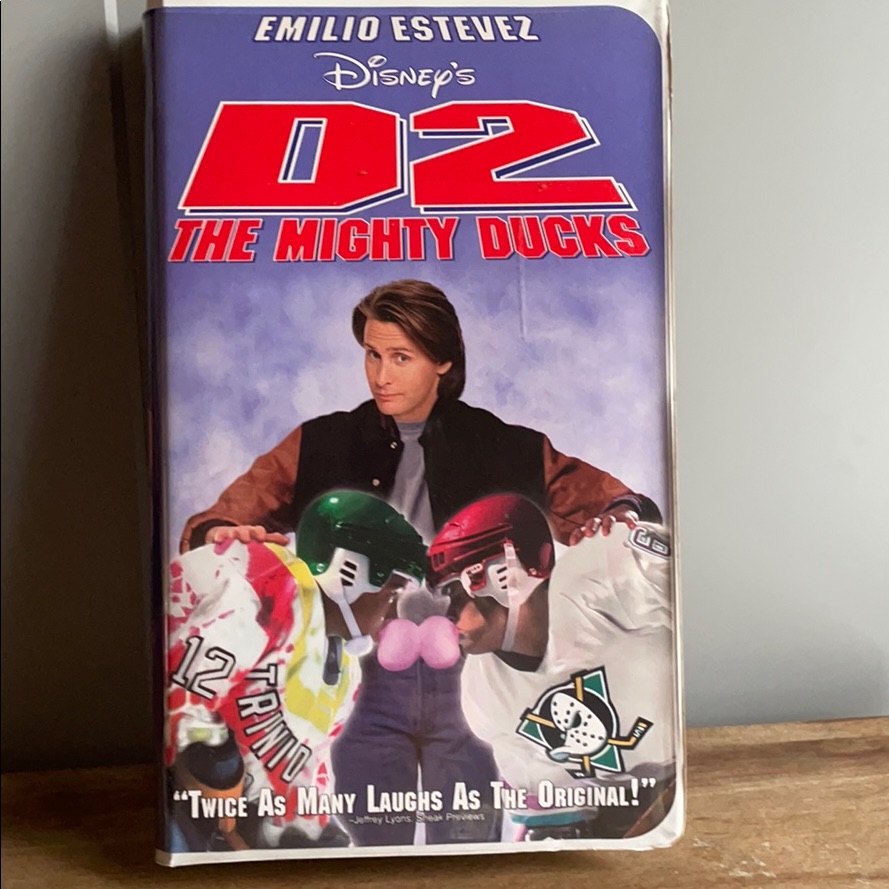 EMILIO ESTEVEZ
DISNEY'S
D2
THE MIGHTY DUCKS
12
TRINIO
"TWICE AS MANY LAUGHS AS THE ORIGINAL!"
-Jeffrey Lyons, Sneak Previews